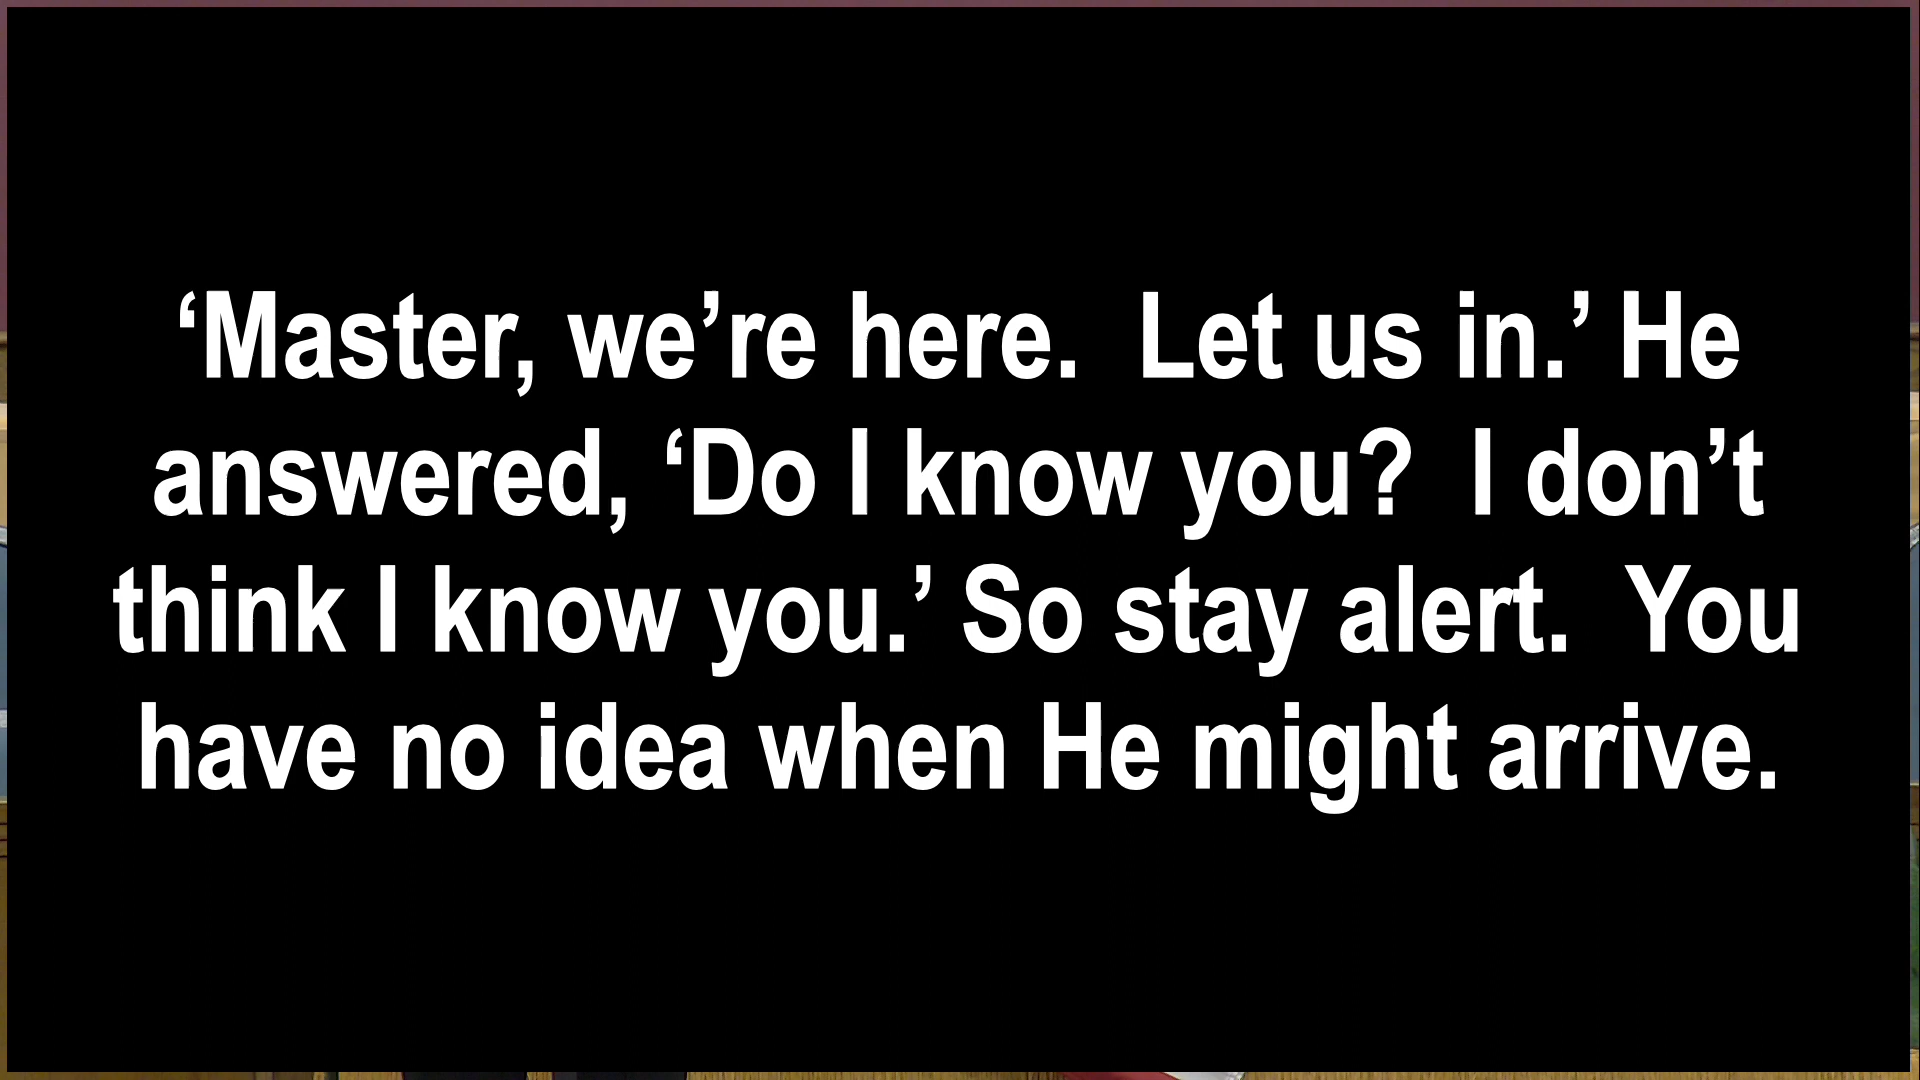 ‘Master, we’re here.  Let us in.’ He
answered, ‘Do I know you?  I don’t
think I know you.’ So stay alert.  You
have no idea when He might arrive.